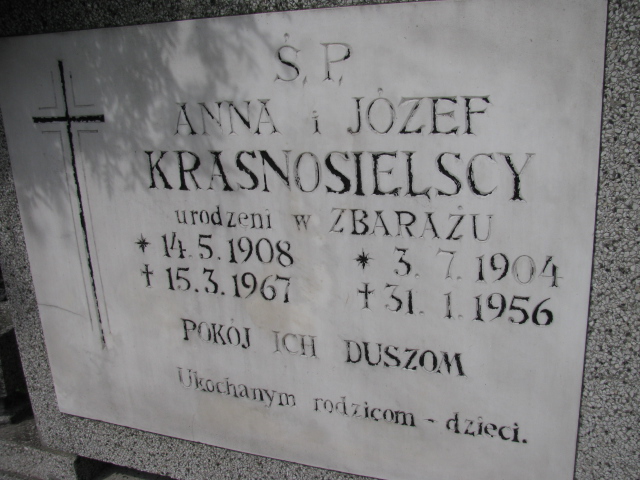 Ś. P.
ANNA i JÓZEF
KRASNOSIELSCY
urodzeni w ZBARAŻU
* 14. 5. 1908 * 3. 7. 1904
† 15. 3. 1967 † 31. 1. 1956
POKÓJ ICH DUSZOM
Ukochanym rodzicom - dzieci.